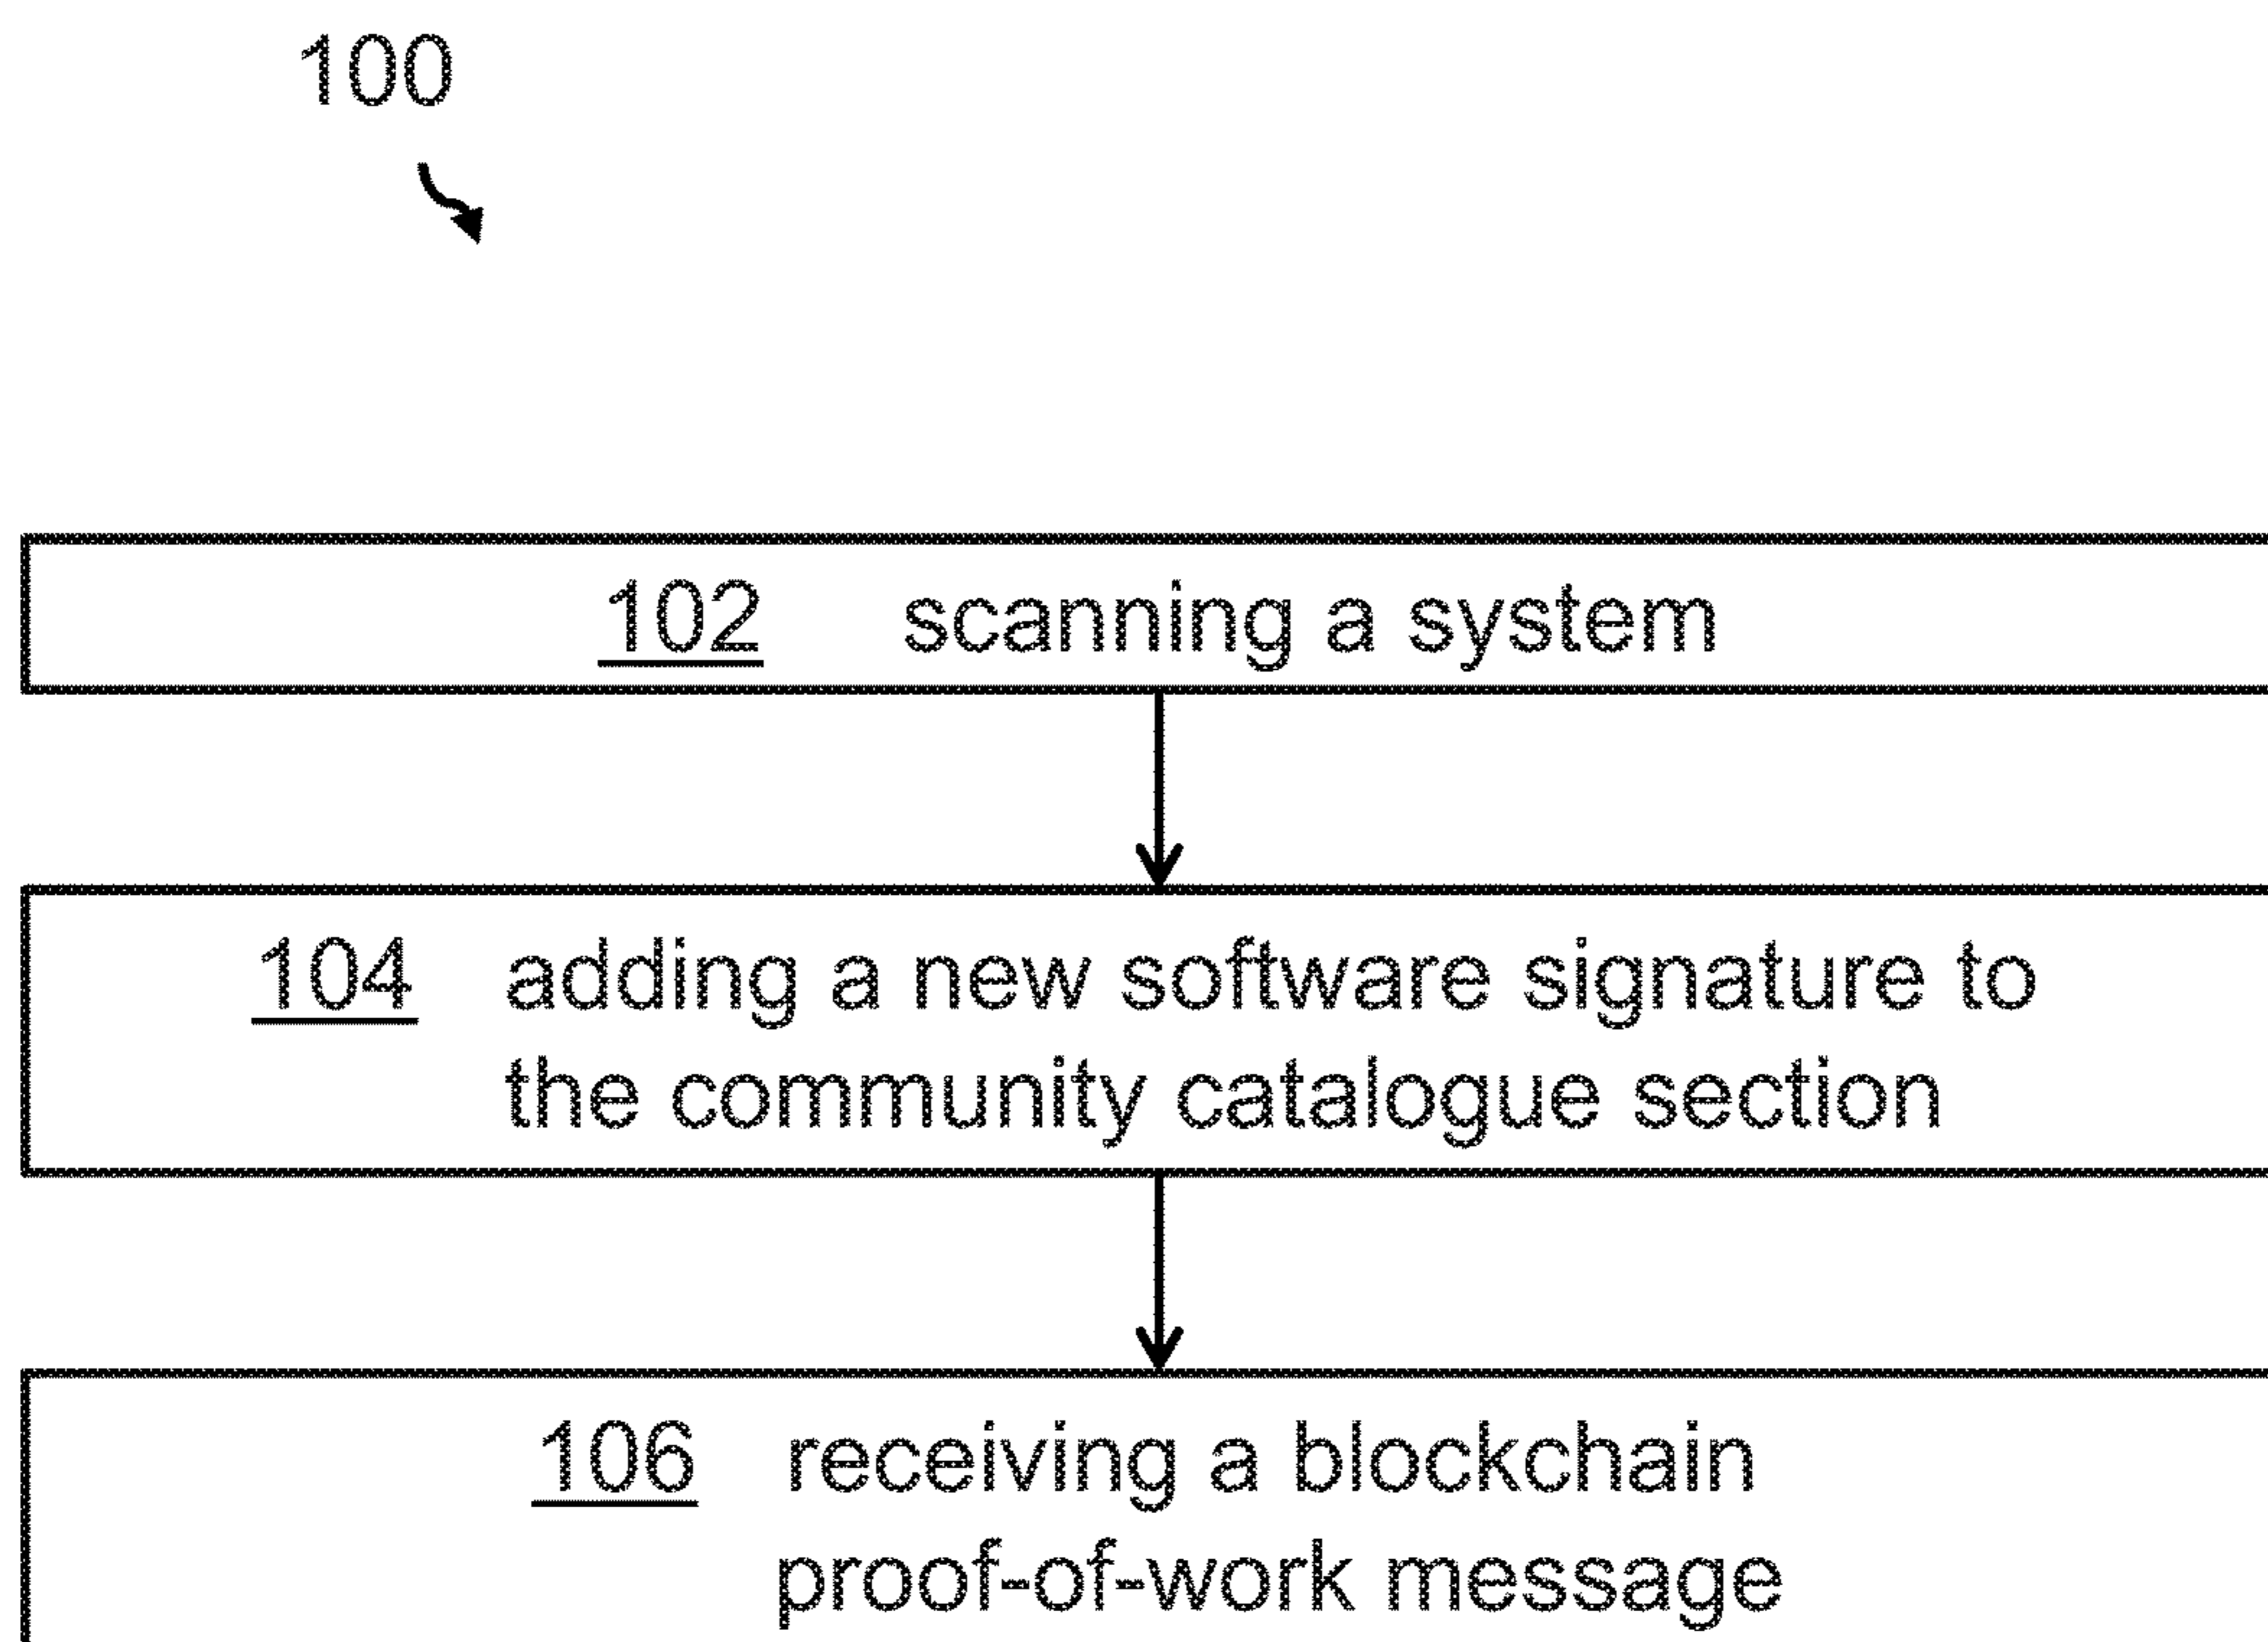 100
102 scanning a system
104 adding a new software signature to
the community catalogue section
106 receiving a blockchain
proof-of-work message